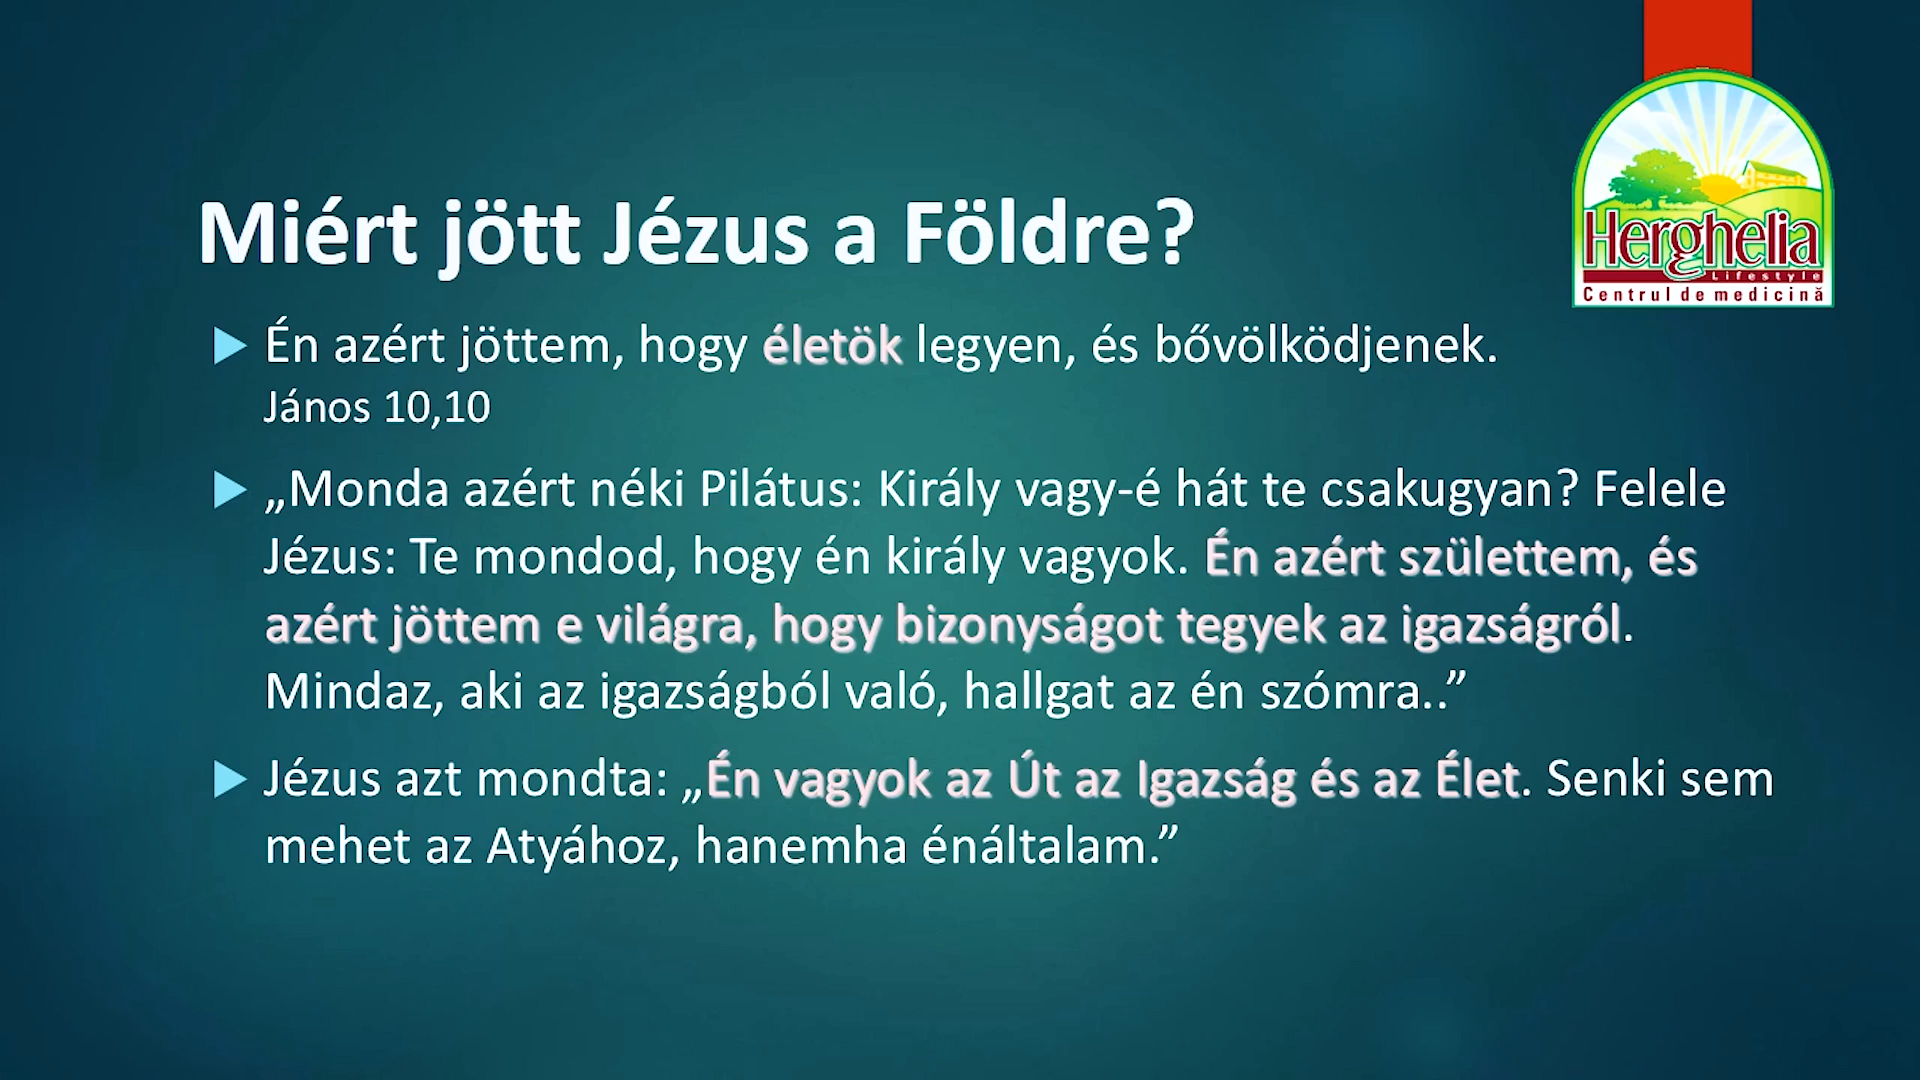 Herghelia
Lifestyle
Centrul de medicină
Miért jött Jézus a Földre?
Én azért jöttem, hogy életök legyen, és bővölködjenek.
János 10,10
„Monda azért néki Pilátus: Király vagy-é hát te csakugyan? Felele
Jézus: Te mondod, hogy én király vagyok. Én azért születtem, és
azért jöttem e világra, hogy bizonyságot tegyek az igazságról.
Mindaz, aki az igazságból való, hallgat az én szómra..”
Jézus azt mondta: „Én vagyok az Út az Igazság és az Élet. Senki sem
mehet az Atyához, hanemha énáltalam.”